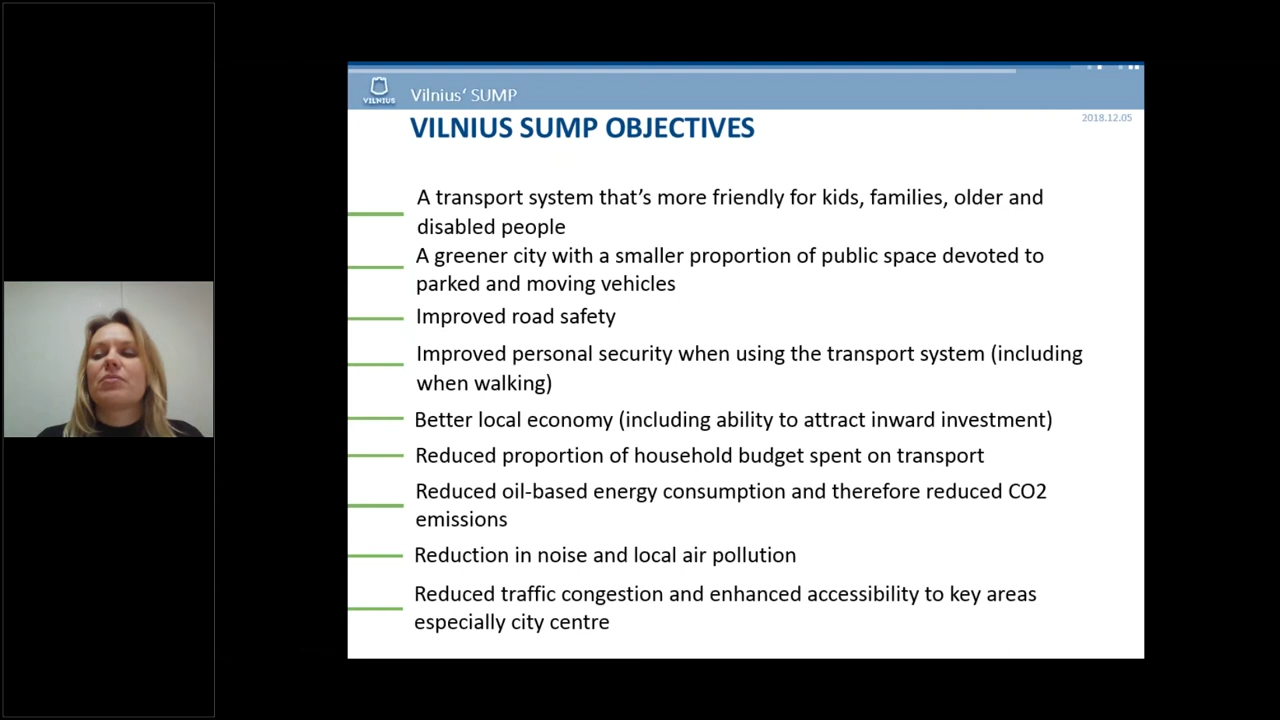 VILNIUS
Vilnius‘ SUMP
2018.12.05
VILNIUS SUMP OBJECTIVES
A transport system that’s more friendly for kids, families, older and
disabled people
A greener city with a smaller proportion of public space devoted to
parked and moving vehicles
Improved road safety
Improved personal security when using the transport system (including
when walking)
Better local economy (including ability to attract inward investment)
Reduced proportion of household budget spent on transport
Reduced oil-based energy consumption and therefore reduced CO2
emissions
Reduction in noise and local air pollution
Reduced traffic congestion and enhanced accessibility to key areas
especially city centre